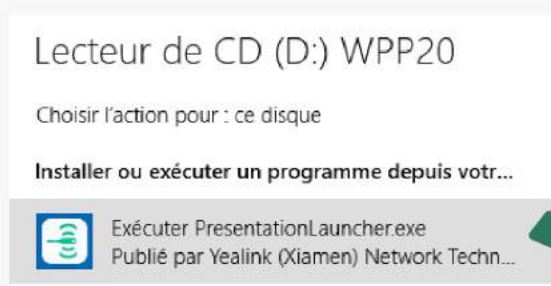 Lecteur de CD (D:) WPP20
Choisir l'action pour : ce disque
Installer ou exécuter un programme depuis votr...
Exécuter PresentationLauncher.exe
Publié par Yealink (Xiamen) Network Techn...